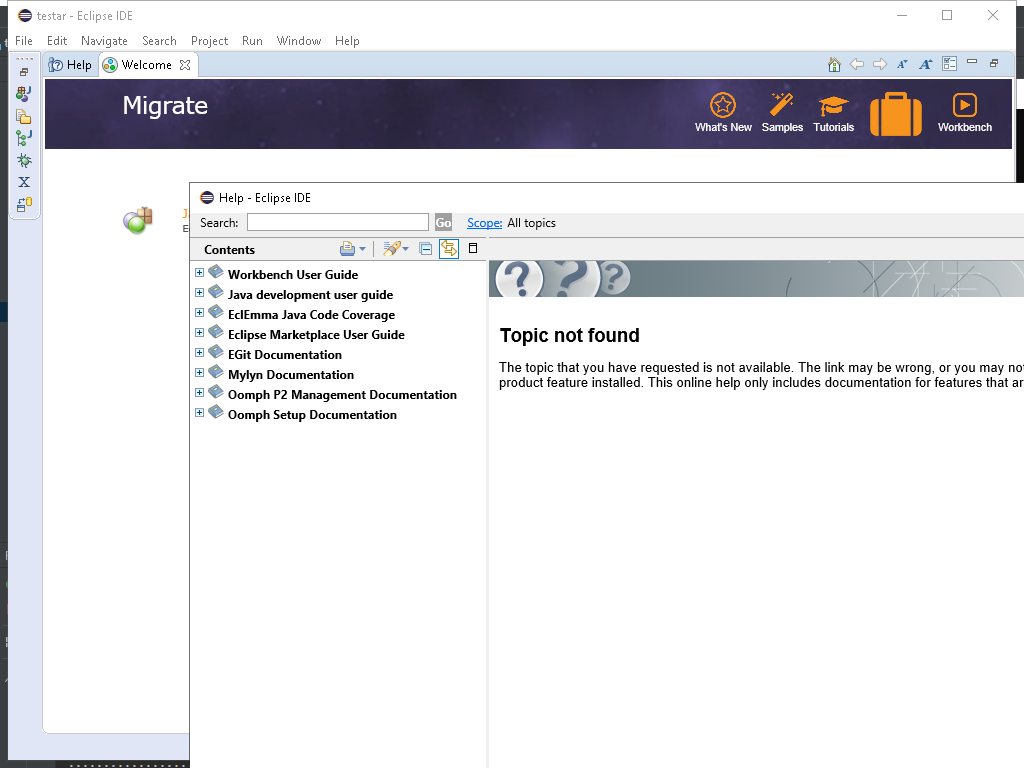 testar - Eclipse IDE
File Edit Navigate Search Project Run Window Help
Help Welcome
Migrate
What's New Samples Tutorials Workbench
Help - Eclipse IDE
Search: Go Scope: All topics
Contents
Workbench User Guide
Java development user guide
EclEmma Java Code Coverage
Eclipse Marketplace User Guide
EGit Documentation
Mylyn Documentation
Oomph P2 Management Documentation
Oomph Setup Documentation
Topic not found
The topic that you have requested is not available. The link may be wrong, or you may no
product feature installed. This online help only includes documentation for features that ar